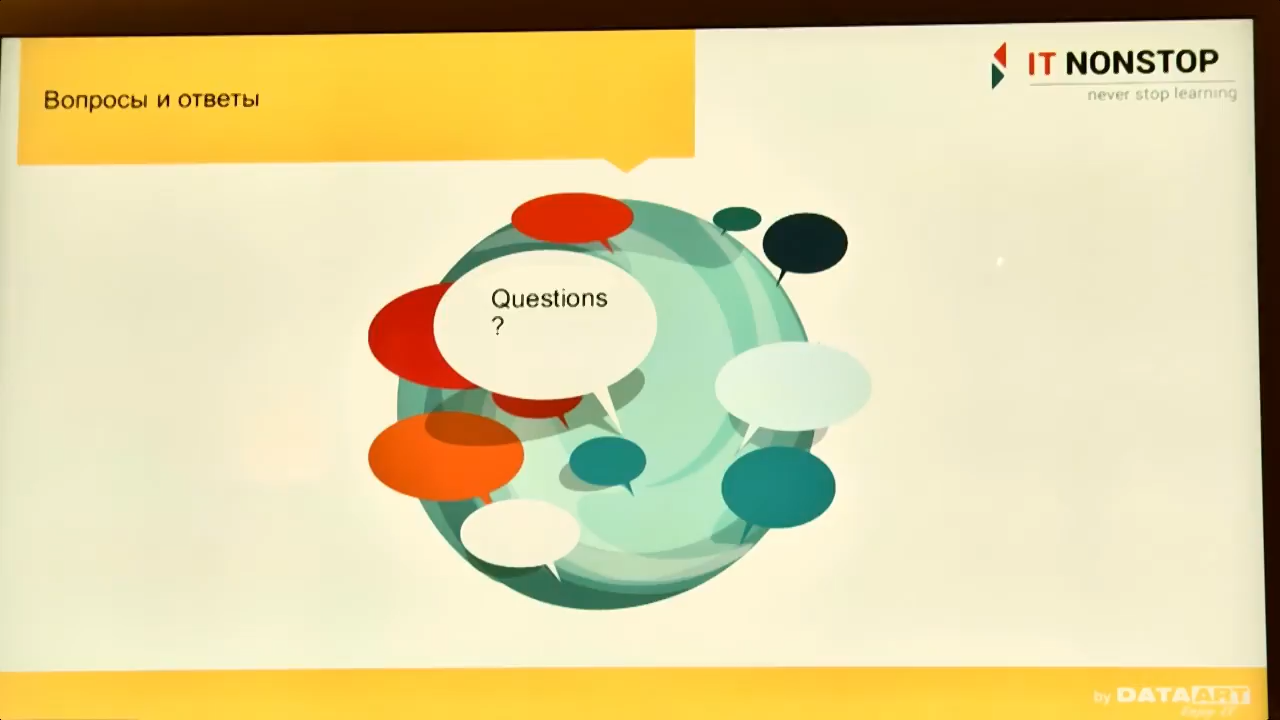 Вопросы и ответы
IT NONSTOP
never stop learning
Questions
?
by DATAART